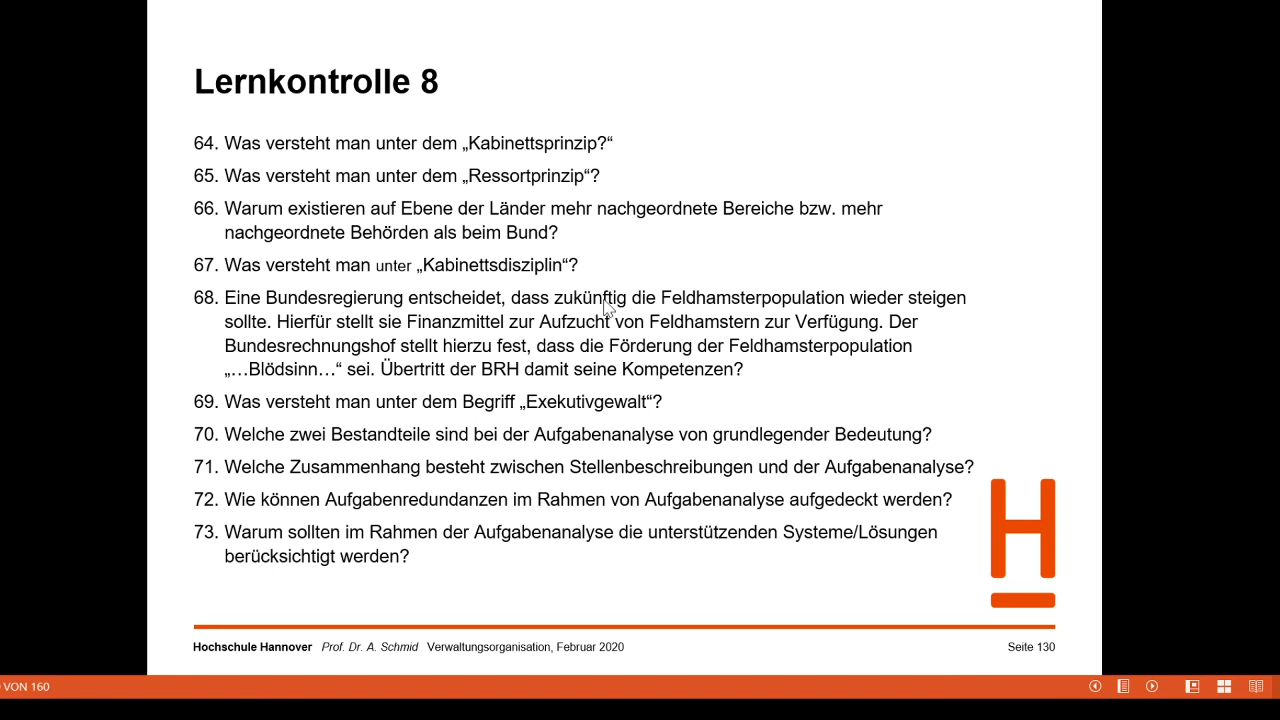 Lernkontrolle 8
64. Was versteht man unter dem „Kabinettsprinzip?“
65. Was versteht man unter dem „Ressortprinzip“?
66. Warum existieren auf Ebene der Länder mehr nachgeordnete Bereiche bzw. mehr
nachgeordnete Behörden als beim Bund?
67. Was versteht man unter „Kabinettsdisziplin“?
68. Eine Bundesregierung entscheidet, dass zukünftig die Feldhamsterpopulation wieder steigen
sollte. Hierfür stellt sie Finanzmittel zur Aufzucht von Feldhamstern zur Verfügung. Der
Bundesrechnungshof stellt hierzu fest, dass die Förderung der Feldhamsterpopulation
„…Blödsinn…“ sei. Übertritt der BRH damit seine Kompetenzen?
69. Was versteht man unter dem Begriff „Exekutivgewalt“?
70. Welche zwei Bestandteile sind bei der Aufgabenanalyse von grundlegender Bedeutung?
71. Welche Zusammenhang besteht zwischen Stellenbeschreibungen und der Aufgabenanalyse?
72. Wie können Aufgabenredundanzen im Rahmen von Aufgabenanalyse aufgedeckt werden?
73. Warum sollten im Rahmen der Aufgabenanalyse die unterstützenden Systeme/Lösungen
berücksichtigt werden?
H
Hochschule Hannover Prof. Dr. A. Schmid Verwaltungsorganisation, Februar 2020 Seite 130
VON 160